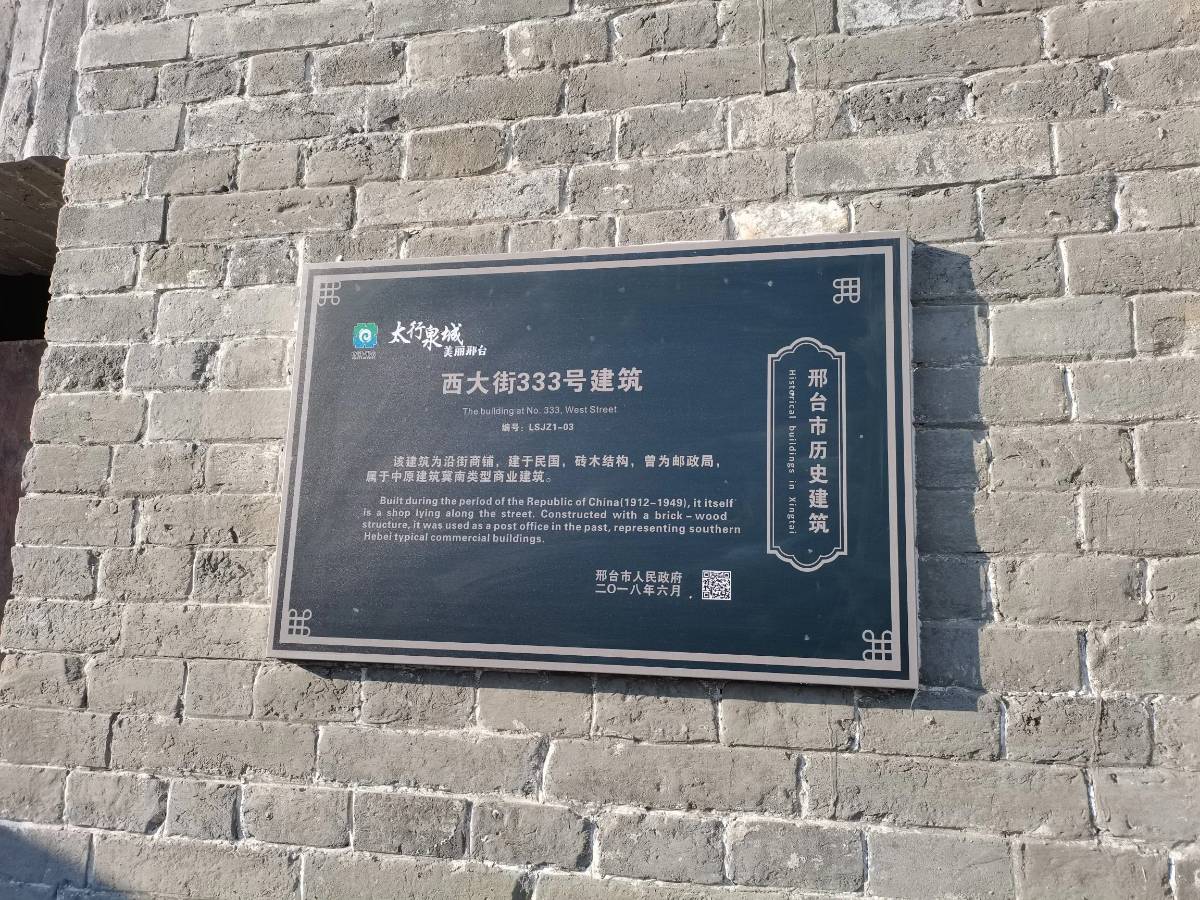 太行泉城
美丽邢台
西大街333号建筑
The building at No. 333, West Street
编号：LSJZ1-03
该建筑为沿街商铺，建于民国，砖木结构，曾为邮政局，
属于中原建筑冀南类型商业建筑。
Built during the period of the Republic of China(1912-1949), it itself
is a shop lying along the street. Constructed with a brick-wood
structure, it was used as a post office in the past, representing southern
Hebei typical commercial buildings.
邢台市人民政府
二〇一八年六月
邢台市历史建筑
Historical buildings in Xingtai